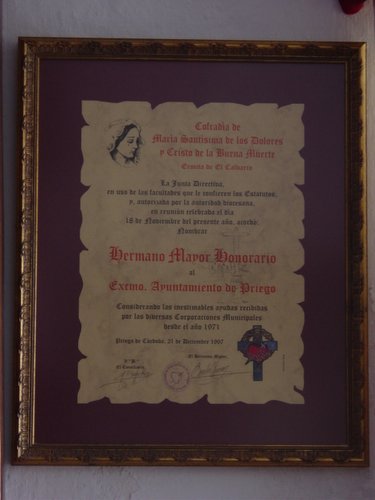 Cofradía de
María Santísima de los Dolores
y Cristo de la Buena Muerte
Ermita de El Calvario
La Junta Directiva,
en uso de las facultades que le confieren los Estatutos,
y, autorizada por la autoridad diocesana,
en reunión celebrada el día
18 de Noviembre del presente año, acordó:
Nombrar
Hermano Mayor Honorario
al
Excmo. Ayuntamiento de Priego
Considerando las inestimables ayudas recibidas
por las diversas Corporaciones Municipales
desde el año 1971
Priego de Córdoba, 21 de Diciembre 1997
El Hermano Mayor,
El Secretario